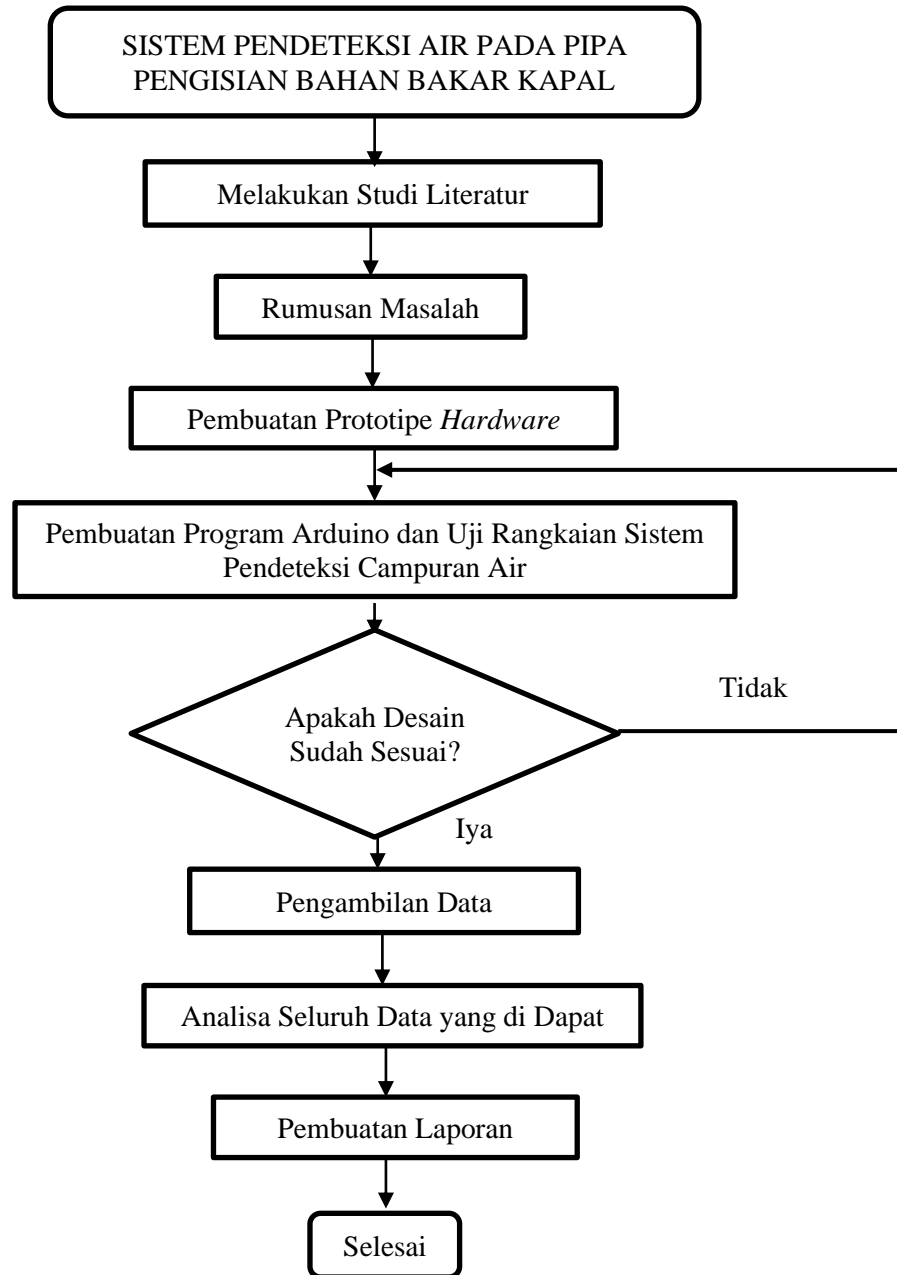 SISTEM PENDETEKSI AIR PADA PIPA
PENGISIAN BAHAN BAKAR KAPAL
Melakukan Studi Literatur
Rumusan Masalah
Pembuatan Prototipe Hardware
Pembuatan Program Arduino dan Uji Rangkaian Sistem
Pendeteksi Campuran Air
Tidak
Apakah Desain
Sudah Sesuai?
Iya
Pengambilan Data
Analisa Seluruh Data yang di Dapat
Pembuatan Laporan
Selesai